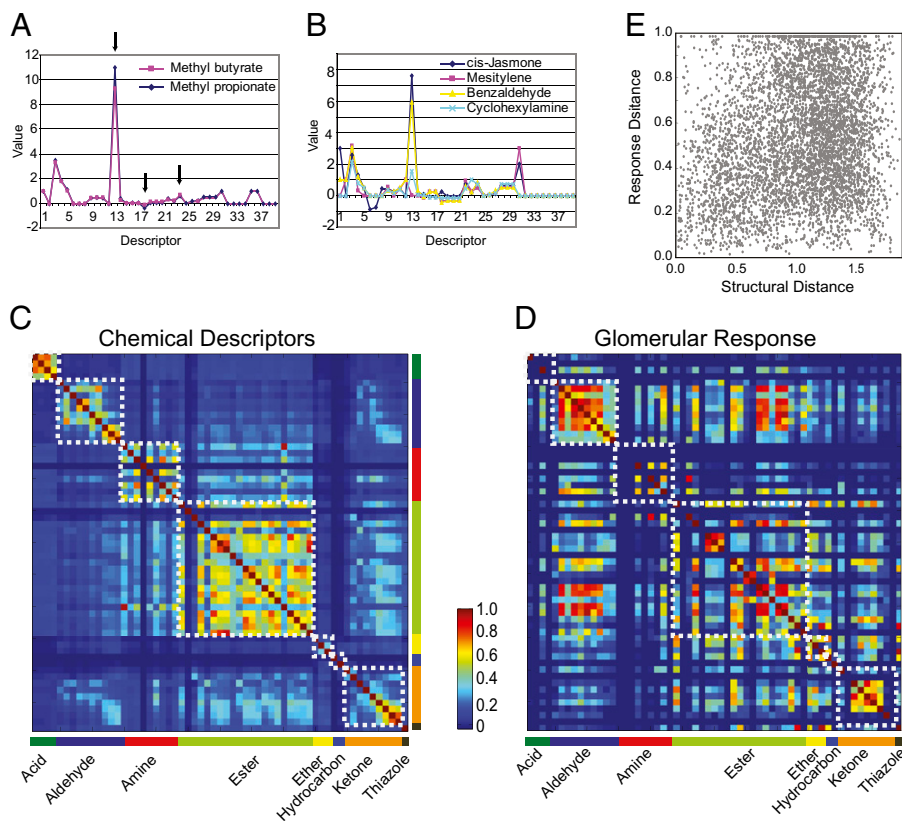 A
B
E
12
10
8
6
4
2
0
-2
Value
Methyl butyrate
Methyl propionate
1 5 9 13 17 21 25 29 33 37
Descriptor
8
7
6
5
4
3
2
1
0
-1
-2
Value
cis-Jasmone
Mesitylene
Benzaldehyde
Cyclohexylamine
1 5 9 13 17 21 25 29 33 37
Descriptor
1.0
0.8
0.6
0.4
0.2
0.0
Response Dsitance
0.0 0.5 1.0 1.5
Structural Distance
C
Chemical Descriptors
D
Glomerular Response
1.0
0.8
0.6
0.4
0.2
0
Acid
Aldehyde
Amine
Ester
Ether
Hydrocarbon
Ketone
Thiazole
Acid
Aldehyde
Amine
Ester
Ether
Hydrocarbon
Ketone
Thiazole